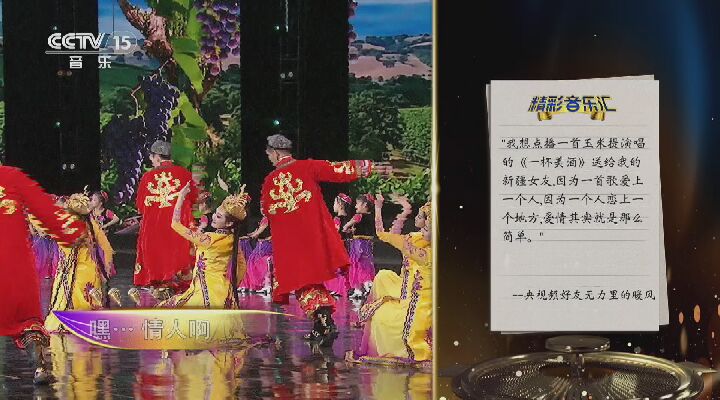 CCTV 15
音乐
精彩音乐汇
"我想点播一首玉米提演唱
的《一杯美酒》送给我的
新疆女友,因为一首歌爱上
一个人,因为一个人恋上一
个地方,爱情其实就是那么
简单。"
--央视频好友无力里的暖风
嘿… 情人啊